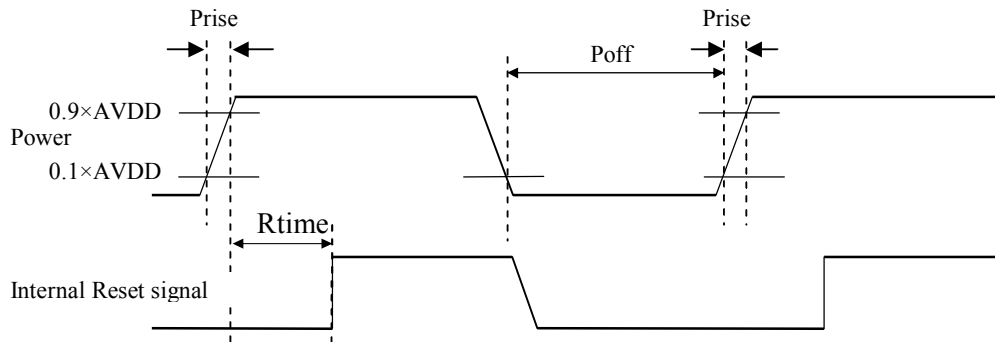 Prise
Prise
Poff
0.9×AVDD
Power
0.1×AVDD
Rtime
Internal Reset signal